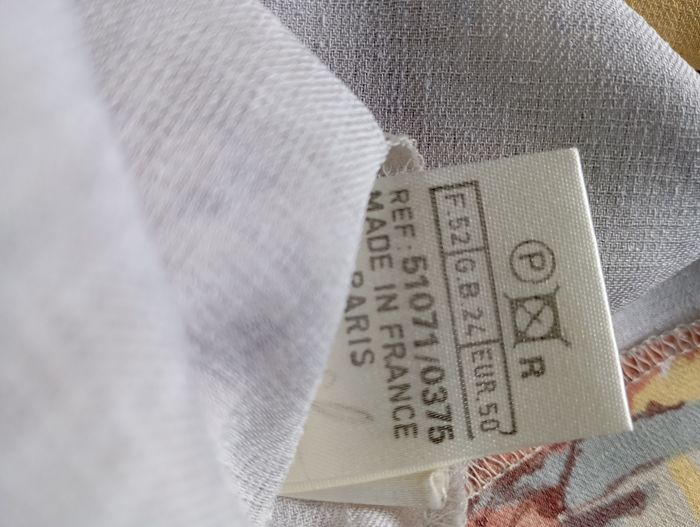 P R
F.52 G.B.24 EUR.50
REF: 51071/0375
MADE IN FRANCE
PARIS